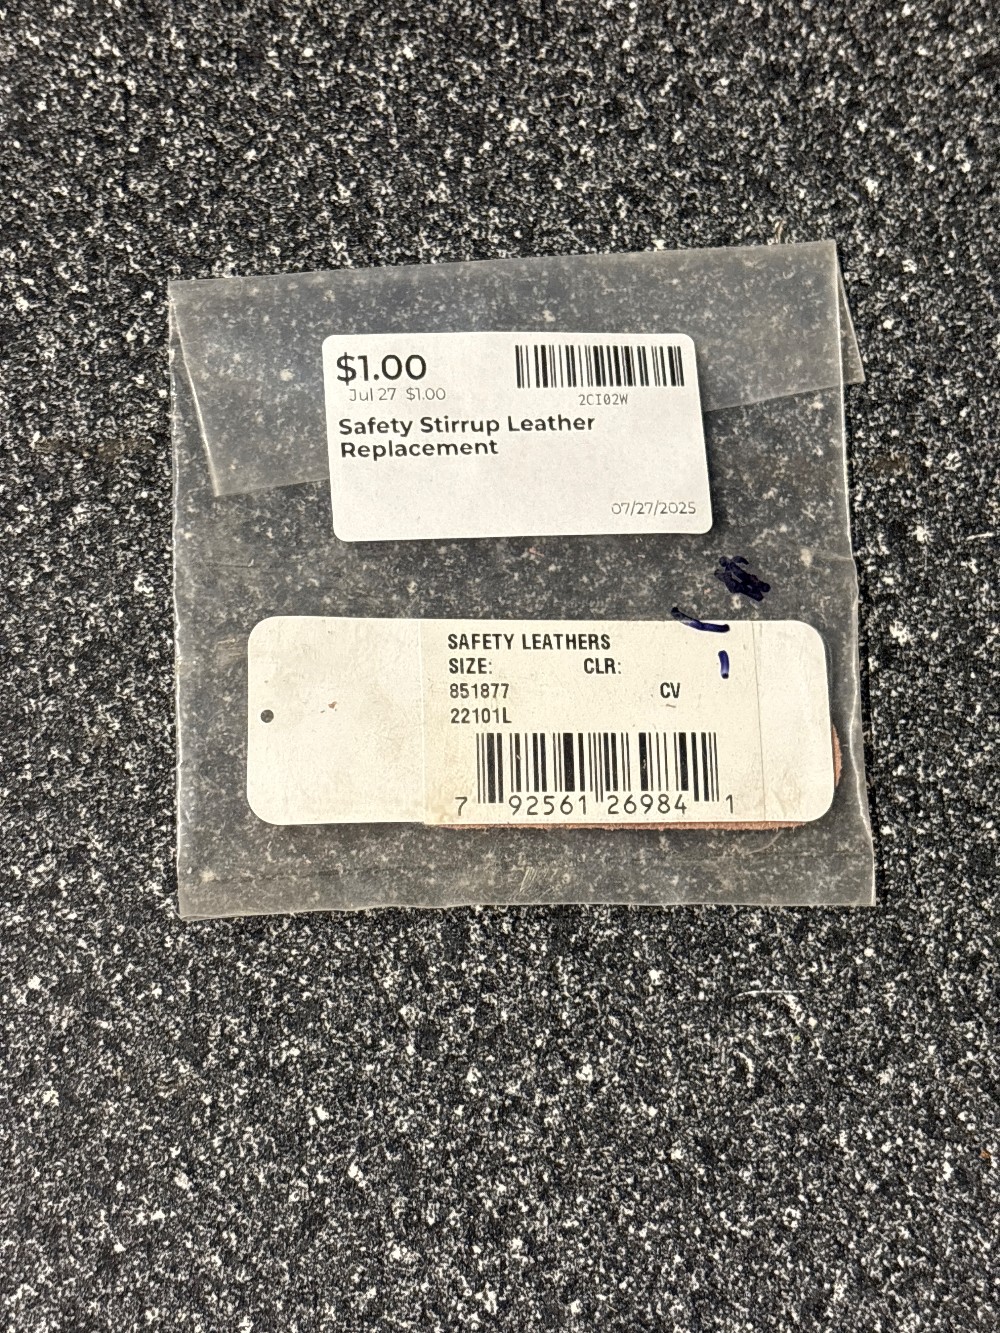 $1.00
Jul 27 $1.00
2CI02W
Safety Stirrup Leather
Replacement
07/27/2025
SAFETY LEATHERS
SIZE: CLR:
851877 CV
22101L
7 92561 26984 1